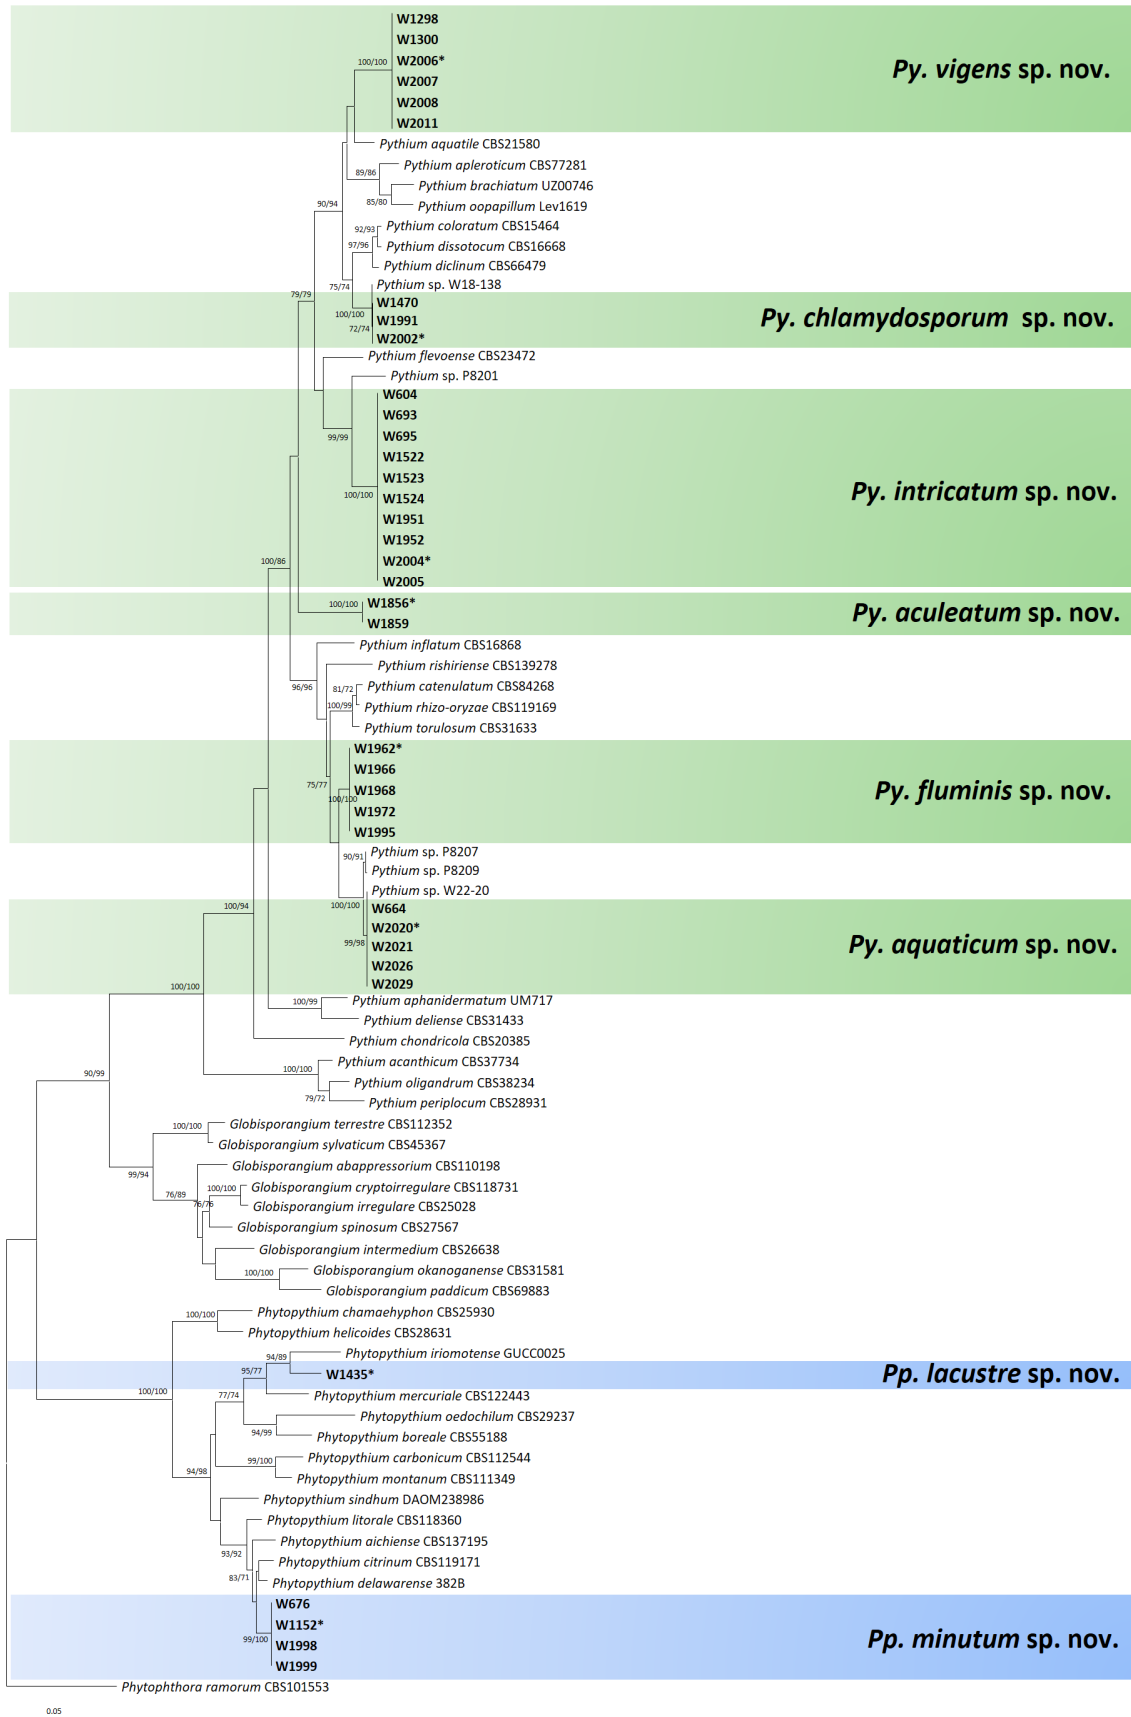 W1298
W1300
100/100
W2006*
Py. vigens sp. nov.
W2007
W2008
W2011
Pythium aquatile CBS21580
Pythium apleroticum CBS77281
89/86
Pythium brachiatum UZ00746
85/80
Pythium oopapillum Lev1619
90/94
Pythium coloratum CBS15464
92/93
97/96
Pythium dissotocum CBS16668
Pythium diclinum CBS66479
75/74
Pythium sp. W18-138
79/79
W1470
100/100
W1991
Py. chlamydosporum sp. nov.
72/74
W2002*
Pythium flevoense CBS23472
Pythium sp. P8201
W604
W693
99/99
W695
W1522
W1523
Py. intricatum sp. nov.
100/100
W1524
W1951
W1952
100/86
W2004*
W2005
100/100
W1856*
Py. aculeatum sp. nov.
W1859
Pythium inflatum CBS16868
Pythium rishiriense CBS139278
96/96
81/72
Pythium catenulatum CBS84268
100/99
Pythium rhizo-oryzae CBS119169
Pythium torulosum CBS31633
W1962*
W1966
75/77
W1968
Py. fluminis sp. nov.
100/100
W1972
W1995
90/91
Pythium sp. P8207
Pythium sp. P8209
Pythium sp. W22-20
100/94
100/100
W664
W2020*
99/98
W2021
Py. aquaticum sp. nov.
W2026
W2029
100/100
100/99
Pythium aphanidermatum UM717
Pythium deliense CBS31433
Pythium chondricola CBS20385
Pythium acanthicum CBS37734
90/99
100/100
Pythium oligandrum CBS38234
79/72
Pythium periplocum CBS28931
100/100
Globisporangium terrestre CBS112352
Globisporangium sylvaticum CBS45367
99/94
Globisporangium abappressorium CBS110198
76/89
100/100
Globisporangium cryptoirregulare CBS118731
76/76
Globisporangium irregulare CBS25028
Globisporangium spinosum CBS27567
Globisporangium intermedium CBS26638
100/100
Globisporangium okanoganense CBS31581
Globisporangium paddicum CBS69883
100/100
Phytopythium chamaehyphon CBS25930
Phytopythium helicoides CBS28631
94/89
Phytopythium iriomotense GUCC0025
95/77
W1435*
Pp. lacustre sp. nov.
100/100
77/74
Phytopythium mercuriale CBS122443
Phytopythium oedochilum CBS29237
94/99
Phytopythium boreale CBS55188
99/100
Phytopythium carbonicum CBS112544
94/98
Phytopythium montanum CBS111349
Phytopythium sindhum DAOM238986
Phytopythium litorale CBS118360
93/92
Phytopythium aichiense CBS137195
Phytopythium citrinum CBS119171
83/71
Phytopythium delawarense 382B
W676
W1152*
99/100
Pp. minutum sp. nov.
W1998
W1999
Phytophthora ramorum CBS101553
0.05